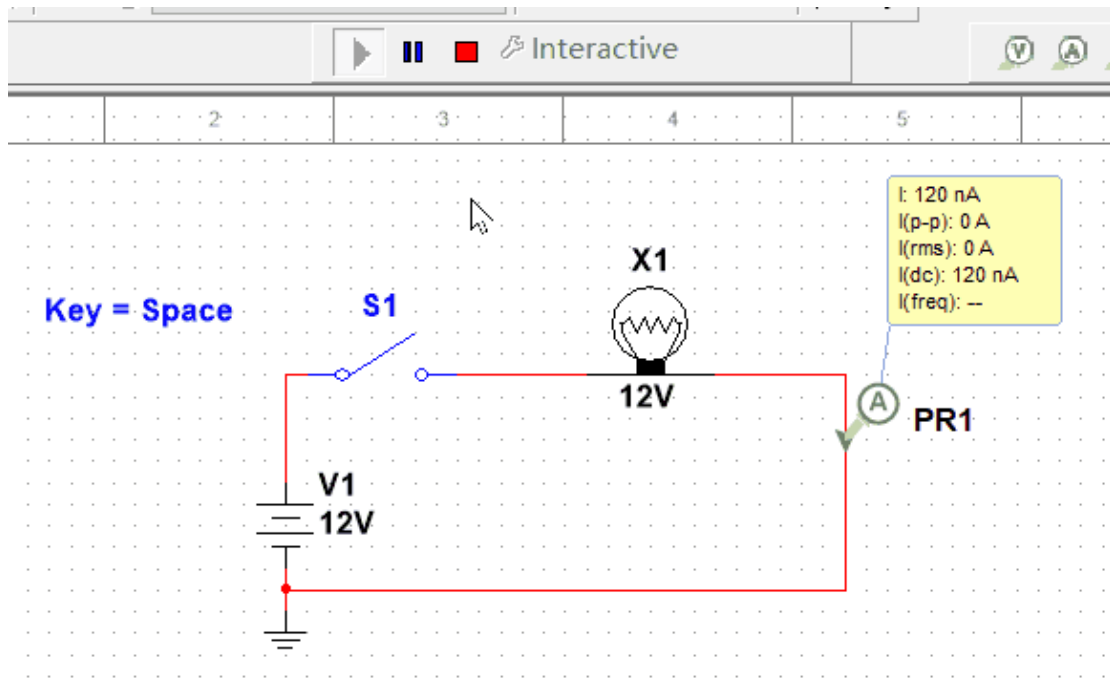 Interactive
V A
2 3 4 5
I: 120 nA
I(p-p): 0 A
I(rms): 0 A
I(dc): 120 nA
I(freq): --
X1
Key = Space
S1
12V
A
PR1
V1
12V